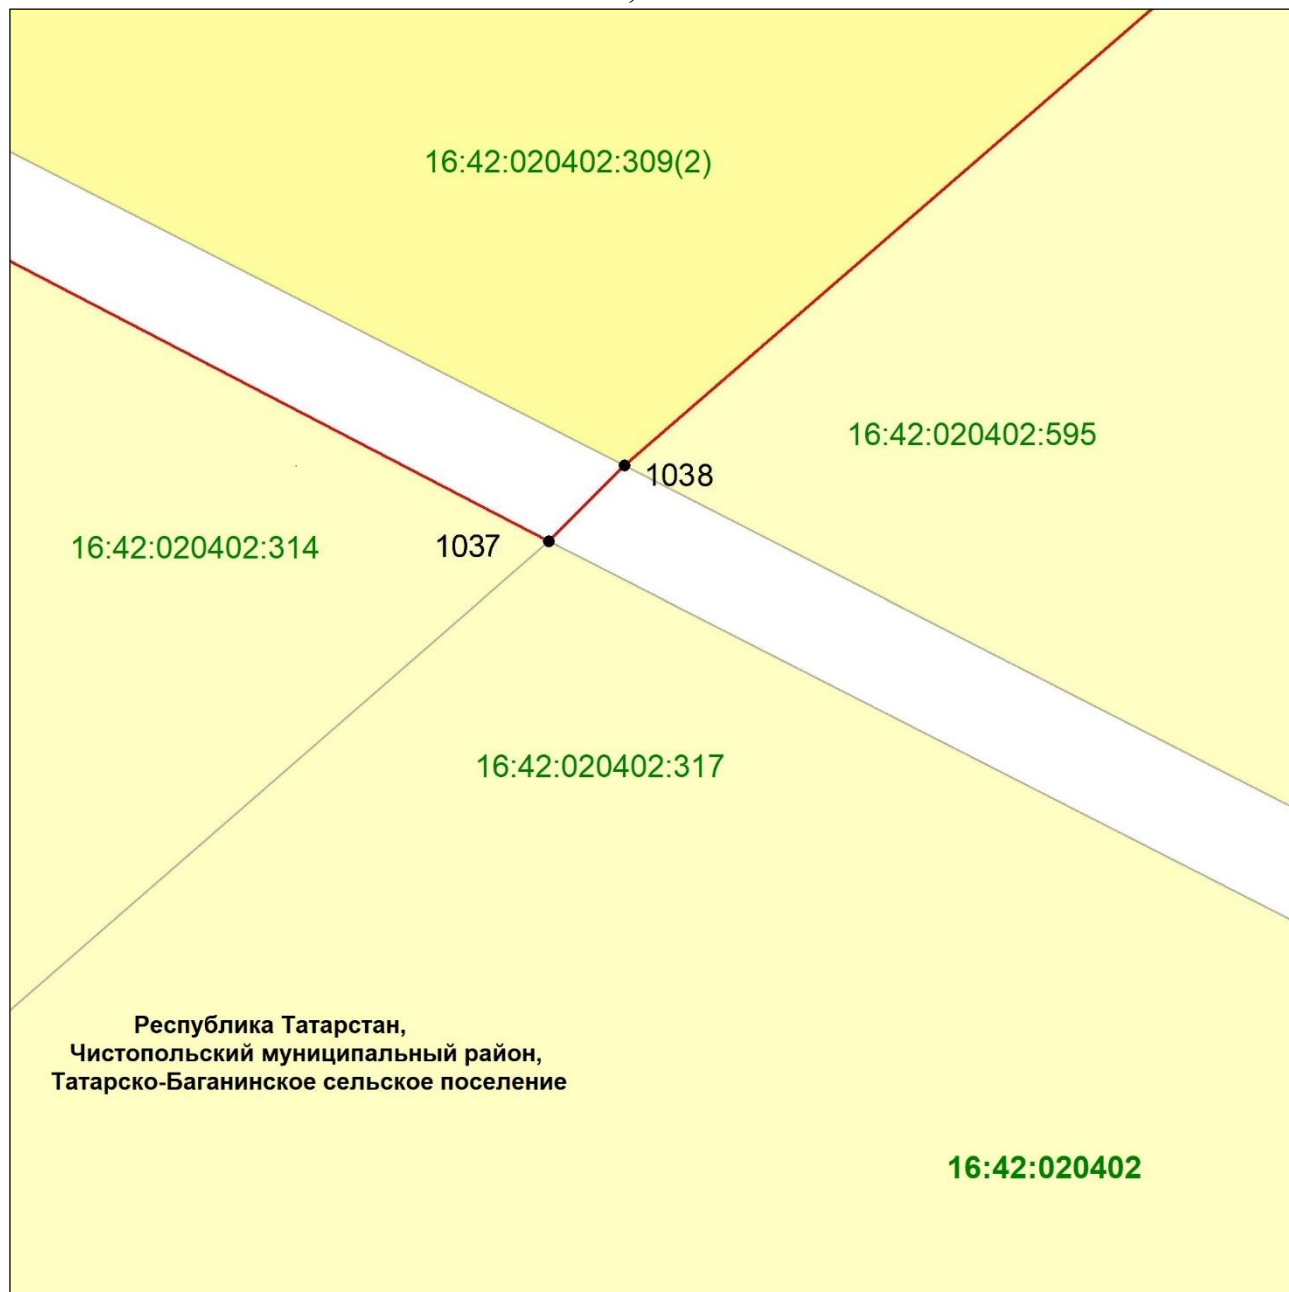 16:42:020402:309(2)
16:42:020402:595
1038
1037
16:42:020402:314
16:42:020402:317
Республика Татарстан,
Чистопольский муниципальный район,
Татарско-Баганинское сельское поселение
16:42:020402